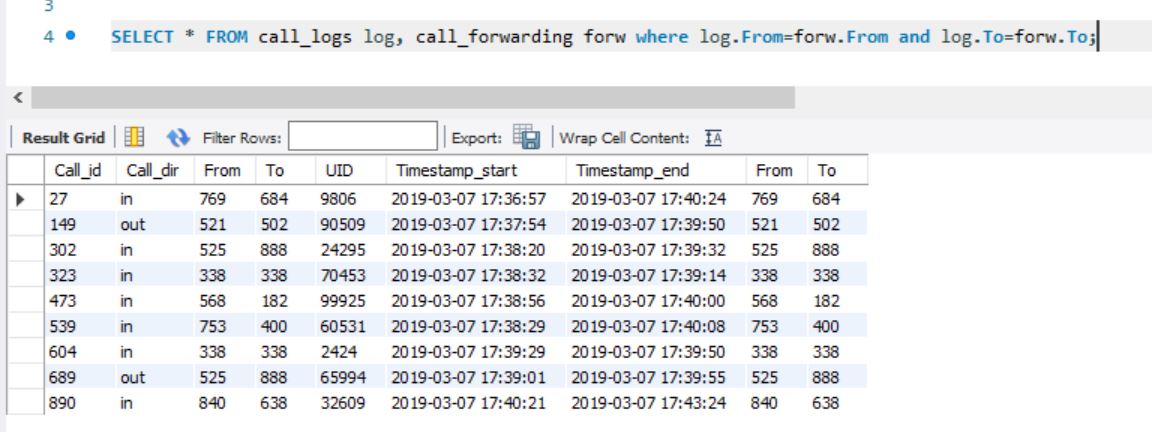 3
4 SELECT * FROM call_logs log, call_forwarding forw where log.From=forw.From and log.To=forw.To;
Result Grid Filter Rows: Export: Wrap Cell Content:
Call_id Call_dir From To UID Timestamp_start Timestamp_end From To
27 in 769 684 9806 2019-03-07 17:36:57 2019-03-07 17:40:24 769 684
149 out 521 502 90509 2019-03-07 17:37:54 2019-03-07 17:39:50 521 502
302 in 525 888 24295 2019-03-07 17:38:20 2019-03-07 17:39:32 525 888
323 in 338 338 70453 2019-03-07 17:38:32 2019-03-07 17:39:14 338 338
473 in 568 182 99925 2019-03-07 17:38:56 2019-03-07 17:40:00 568 182
539 in 753 400 60531 2019-03-07 17:38:29 2019-03-07 17:40:08 753 400
604 in 338 338 2424 2019-03-07 17:39:29 2019-03-07 17:39:50 338 338
689 out 525 888 65994 2019-03-07 17:39:01 2019-03-07 17:39:55 525 888
890 in 840 638 32609 2019-03-07 17:40:21 2019-03-07 17:43:24 840 638